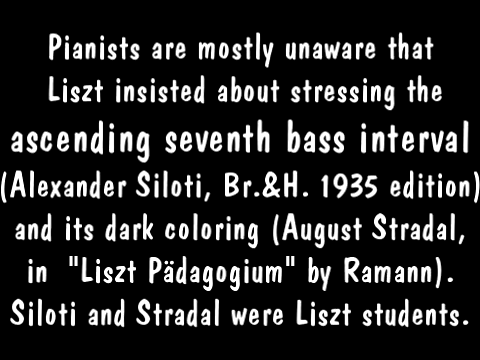 Pianists are mostly unaware that
Liszt insisted about stressing the
ascending seventh bass interval
(Alexander Siloti, Br.&H. 1935 edition)
and its dark coloring (August Stradal,
in "Liszt Pädagogium" by Ramann).
Siloti and Stradal were Liszt students.